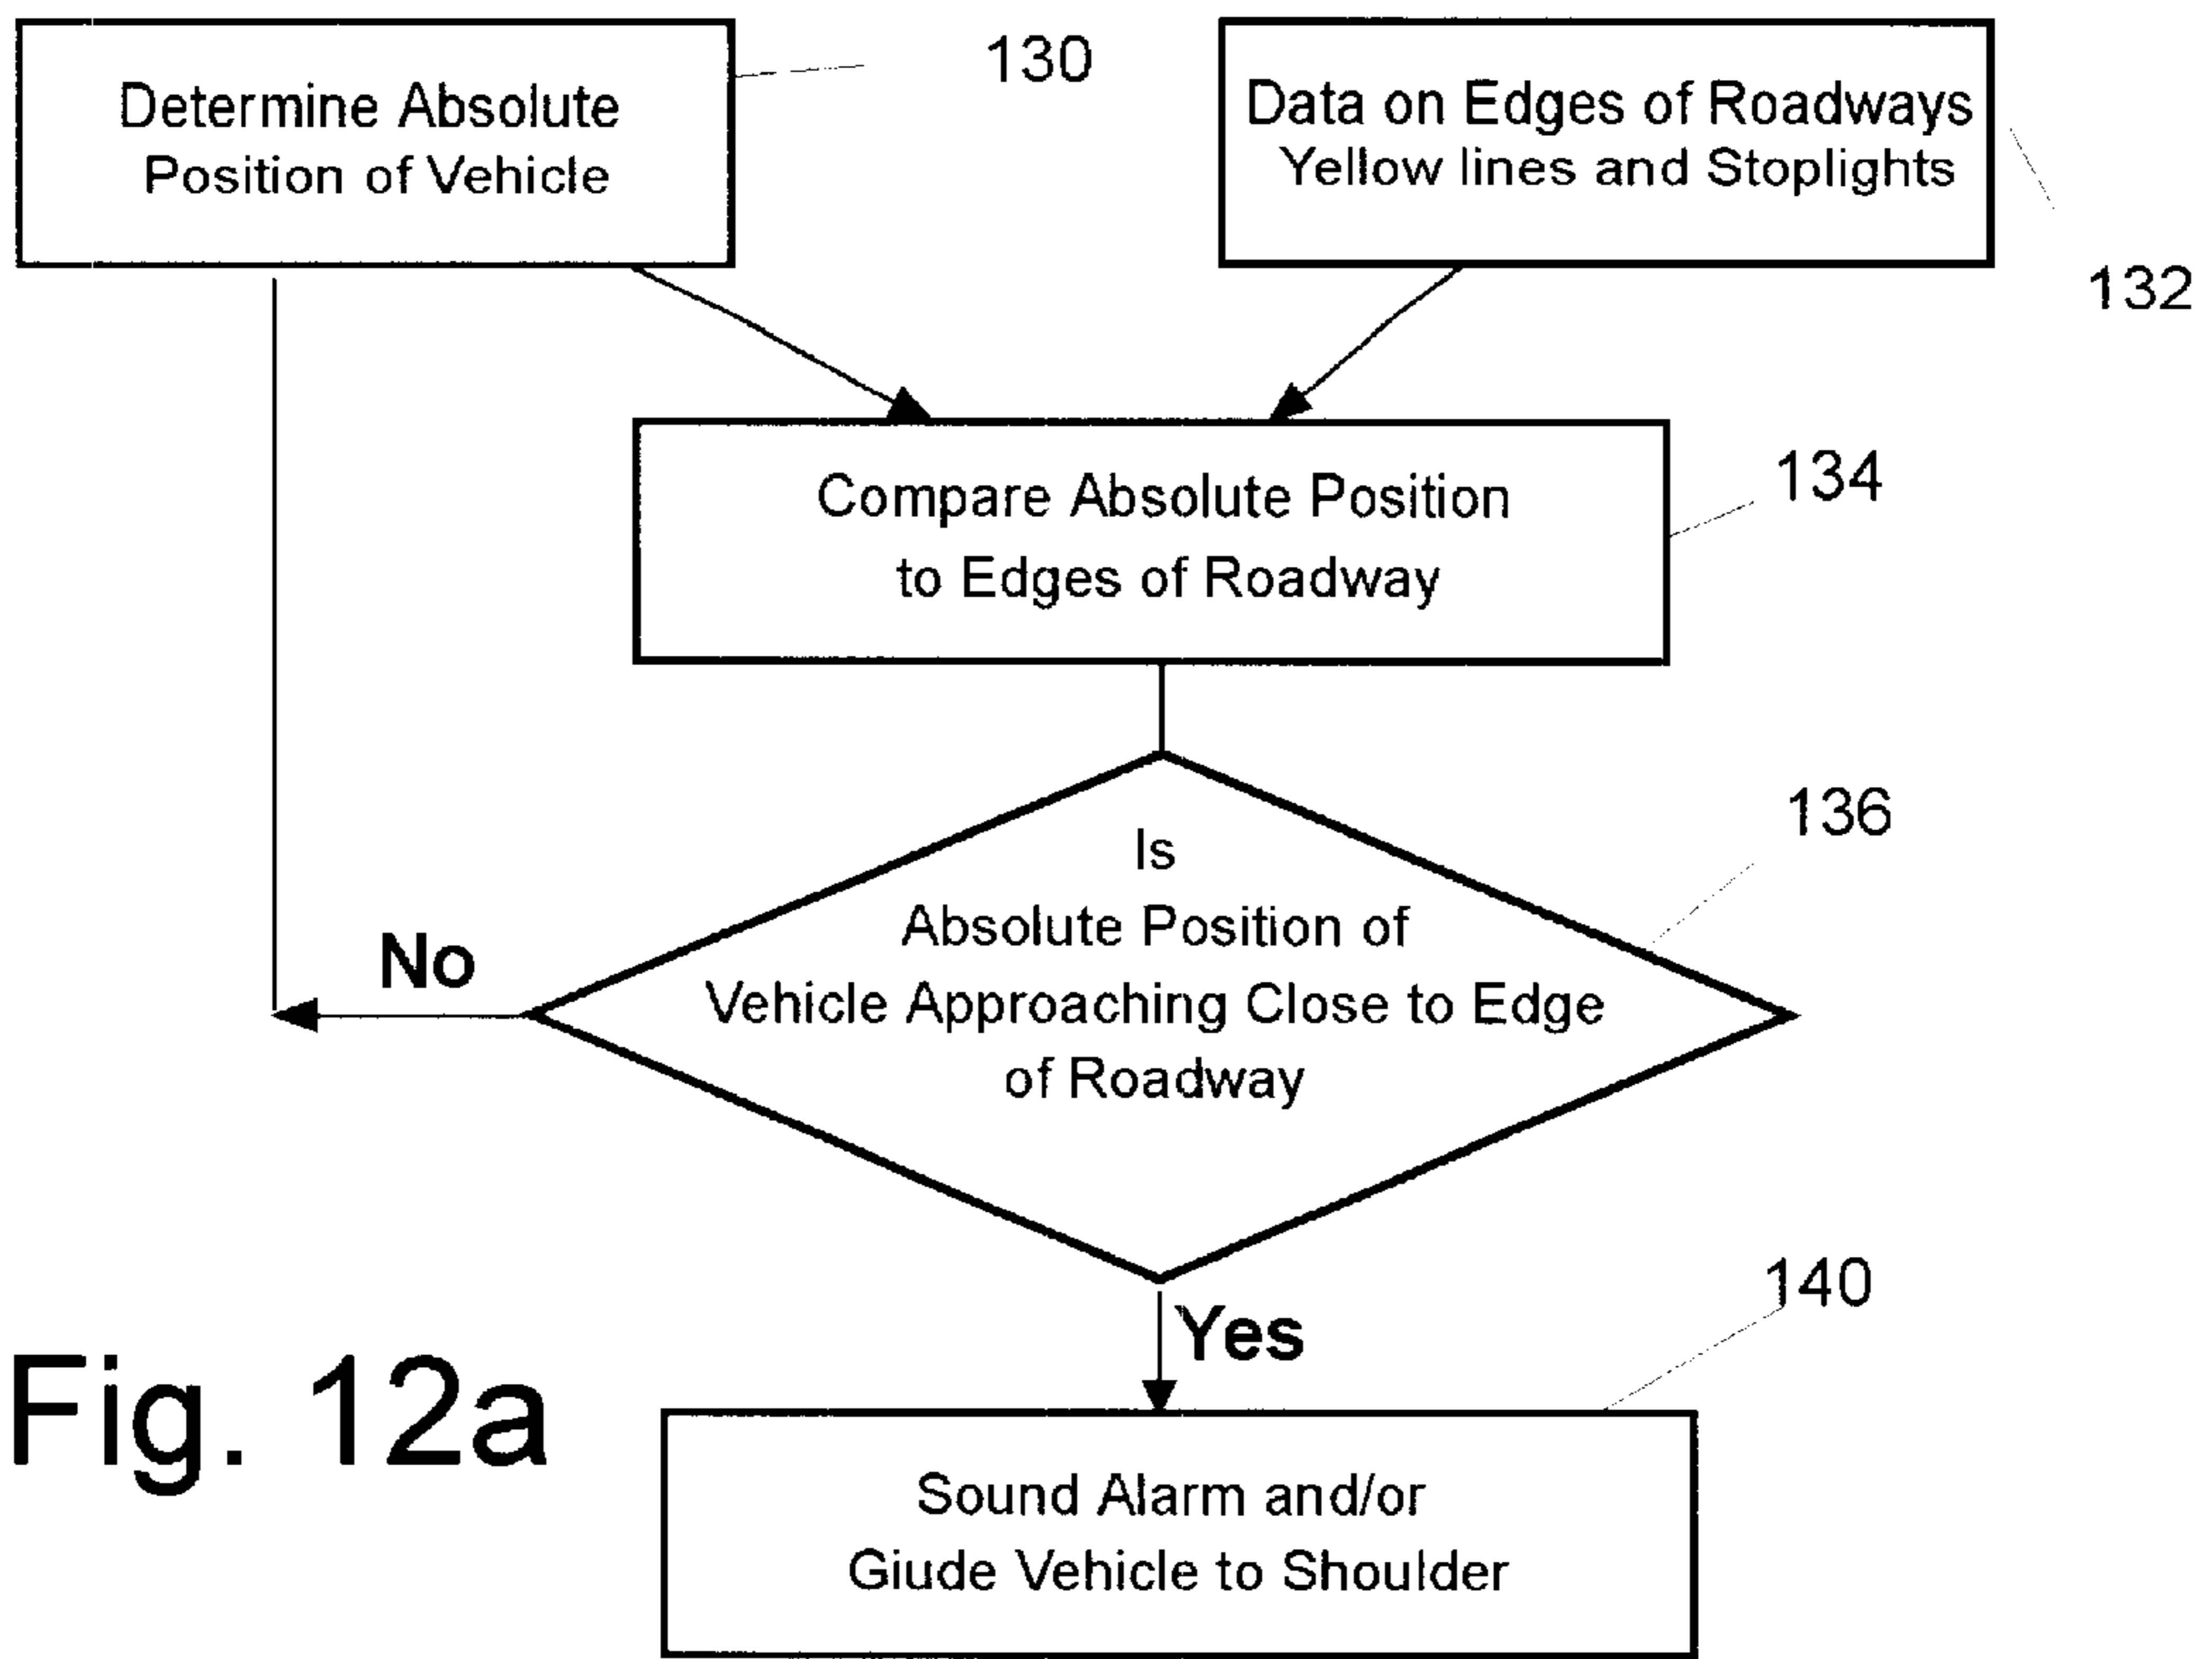 Determine Absolute
Position of Vehicle
130
Data on Edges of Roadways
Yellow lines and Stoplights
132
Compare Absolute Position
to Edges of Roadway
134
Is
Absolute Position of
Vehicle Approaching Close to Edge
of Roadway
136
No
Yes
140
Sound Alarm and/or
Giude Vehicle to Shoulder
Fig. 12a